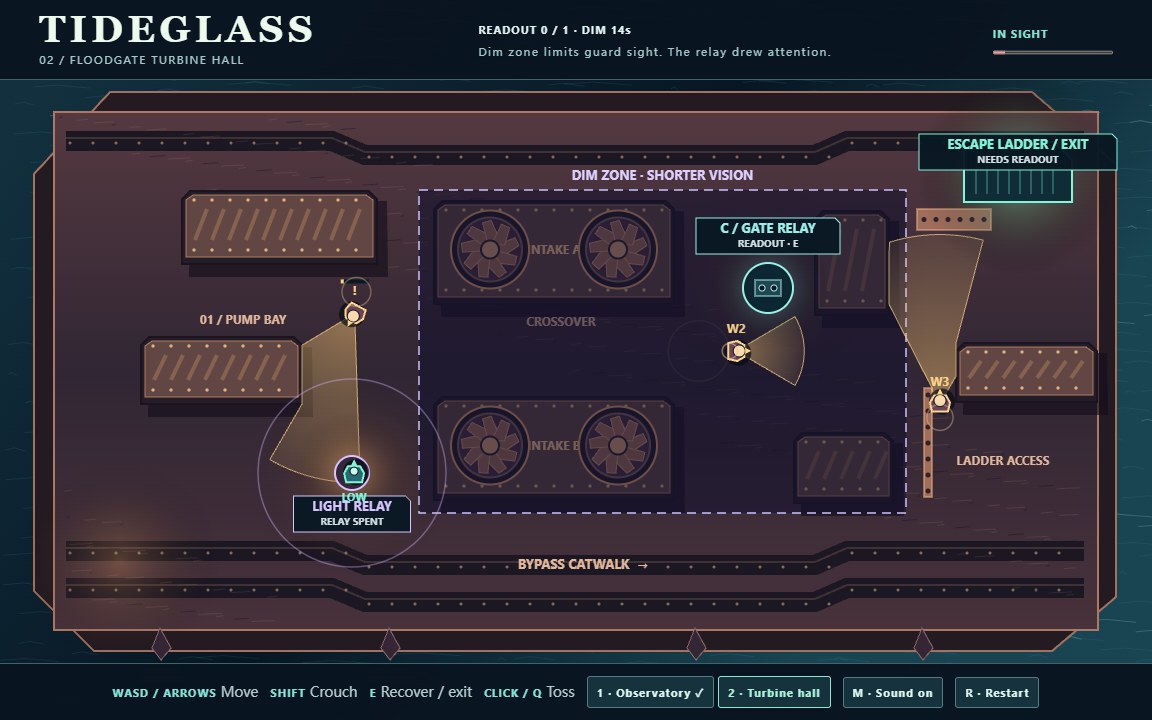 TIDEGLASS
02 / FLOODGATE TURBINE HALL
READOUT 0 / 1 · DIM 14s
Dim zone limits guard sight. The relay drew attention.
IN SIGHT
ESCAPE LADDER / EXIT
NEEDS READOUT
DIM ZONE · SHORTER VISION
C / GATE RELAY
READOUT · E
INTAKE A
!
01 / PUMP BAY
CROSSOVER
W2
W3
INTAKE B
LADDER ACCESS
LOW
LIGHT RELAY
RELAY SPENT
BYPASS CATWALK →
WASD / ARROWS Move SHIFT Crouch E Recover / exit CLICK / Q Toss 1 · Observatory ✓ 2 · Turbine hall M · Sound on R · Restart